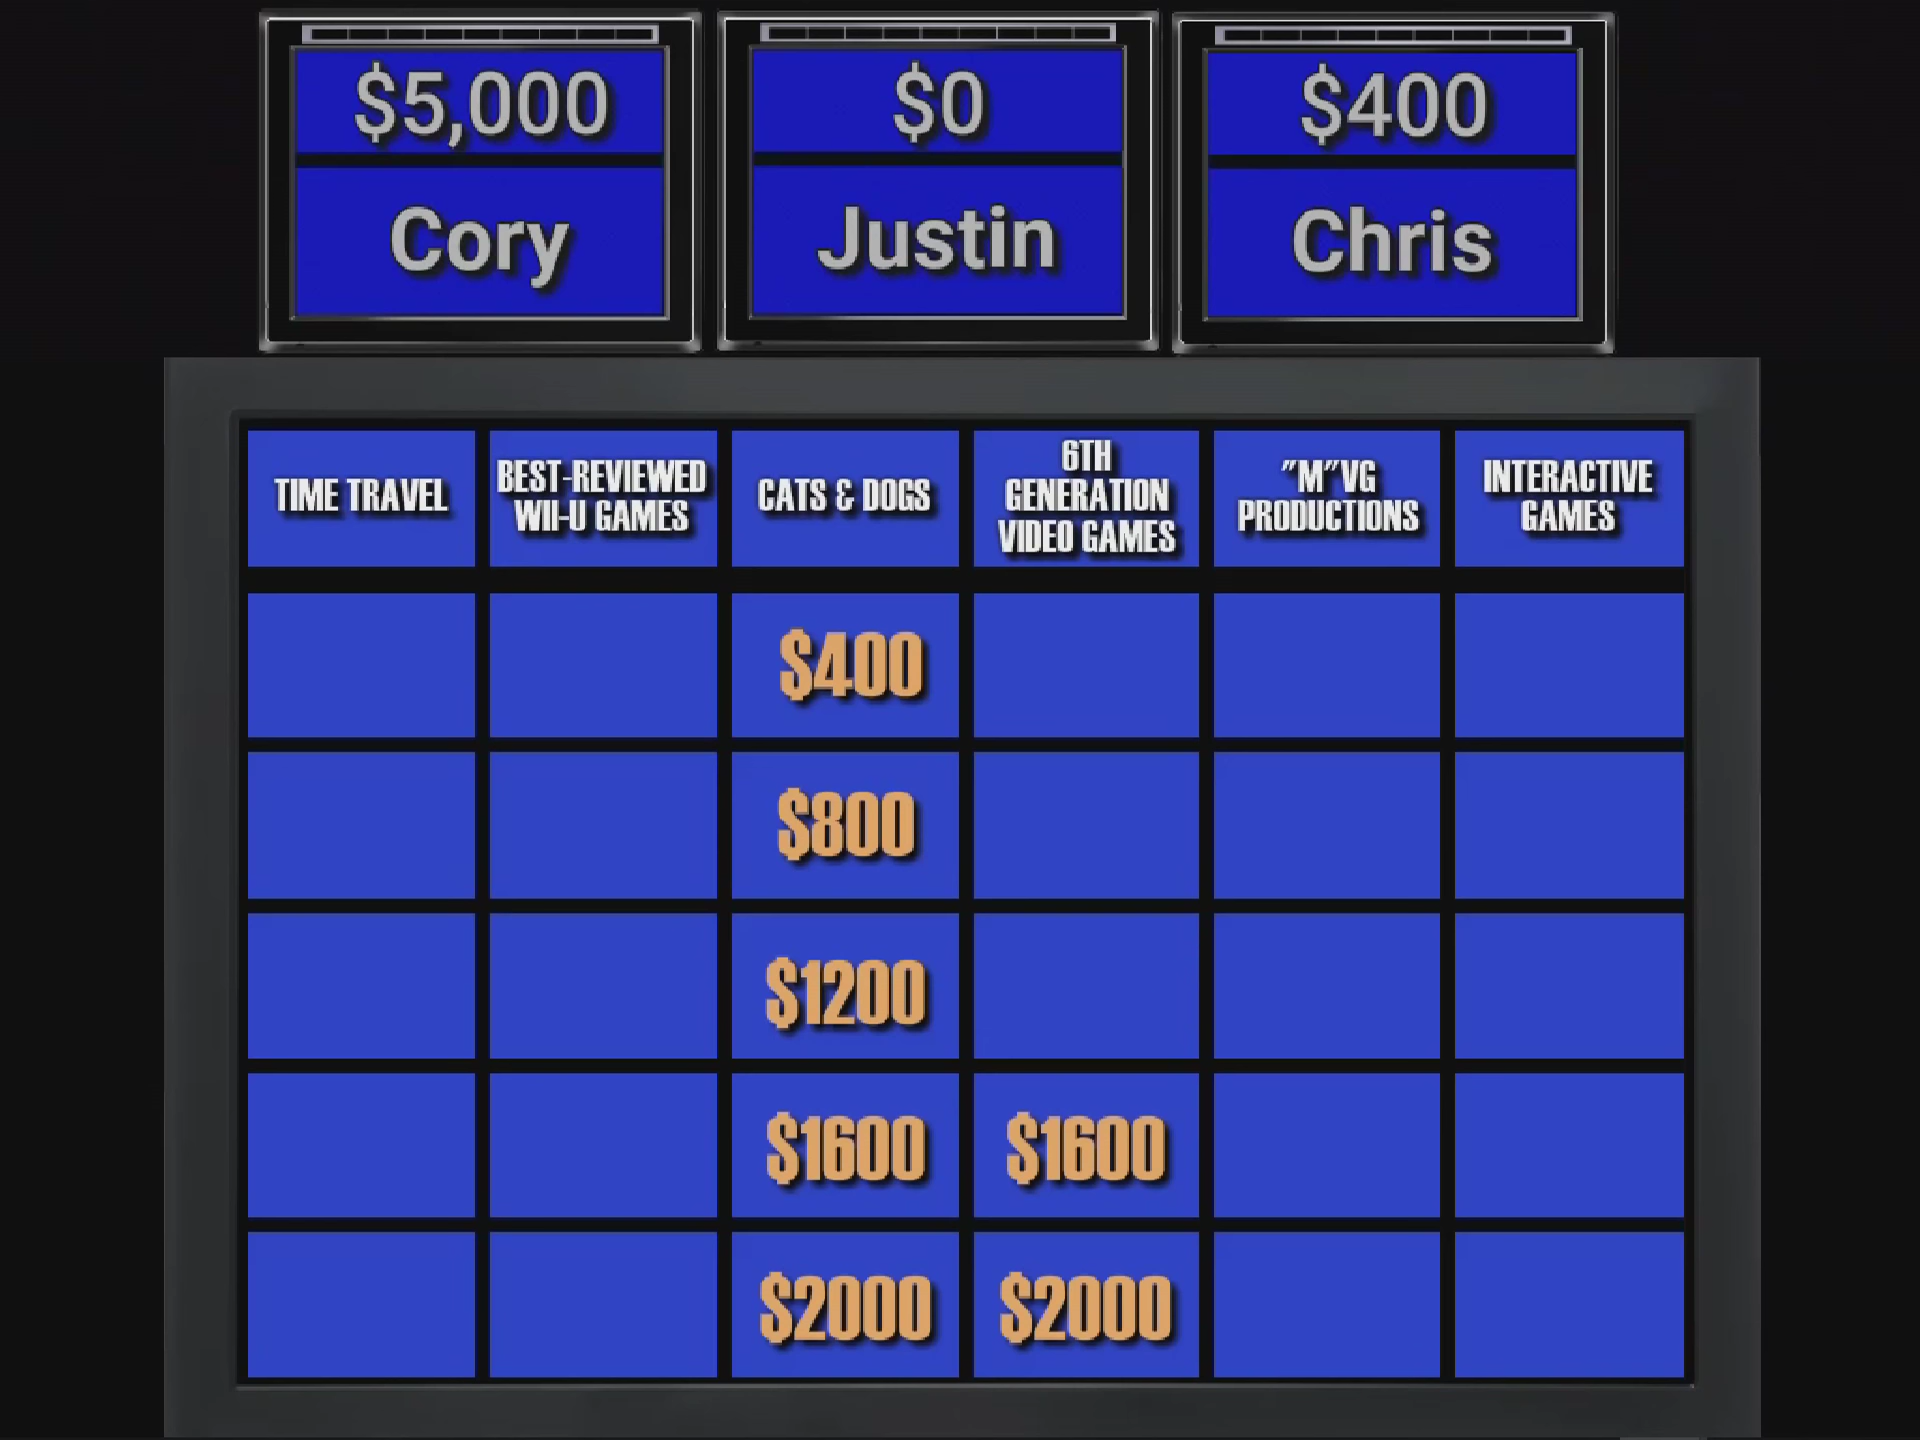 $5,000
$0
$400
Cory
Justin
Chris
TIME TRAVEL
BEST-REVIEWED
WII-U GAMES
CATS & DOGS
6TH
GENERATION
VIDEO GAMES
"M"VG
PRODUCTIONS
INTERACTIVE
GAMES
$400
$800
$1200
$1600
$1600
$2000
$2000